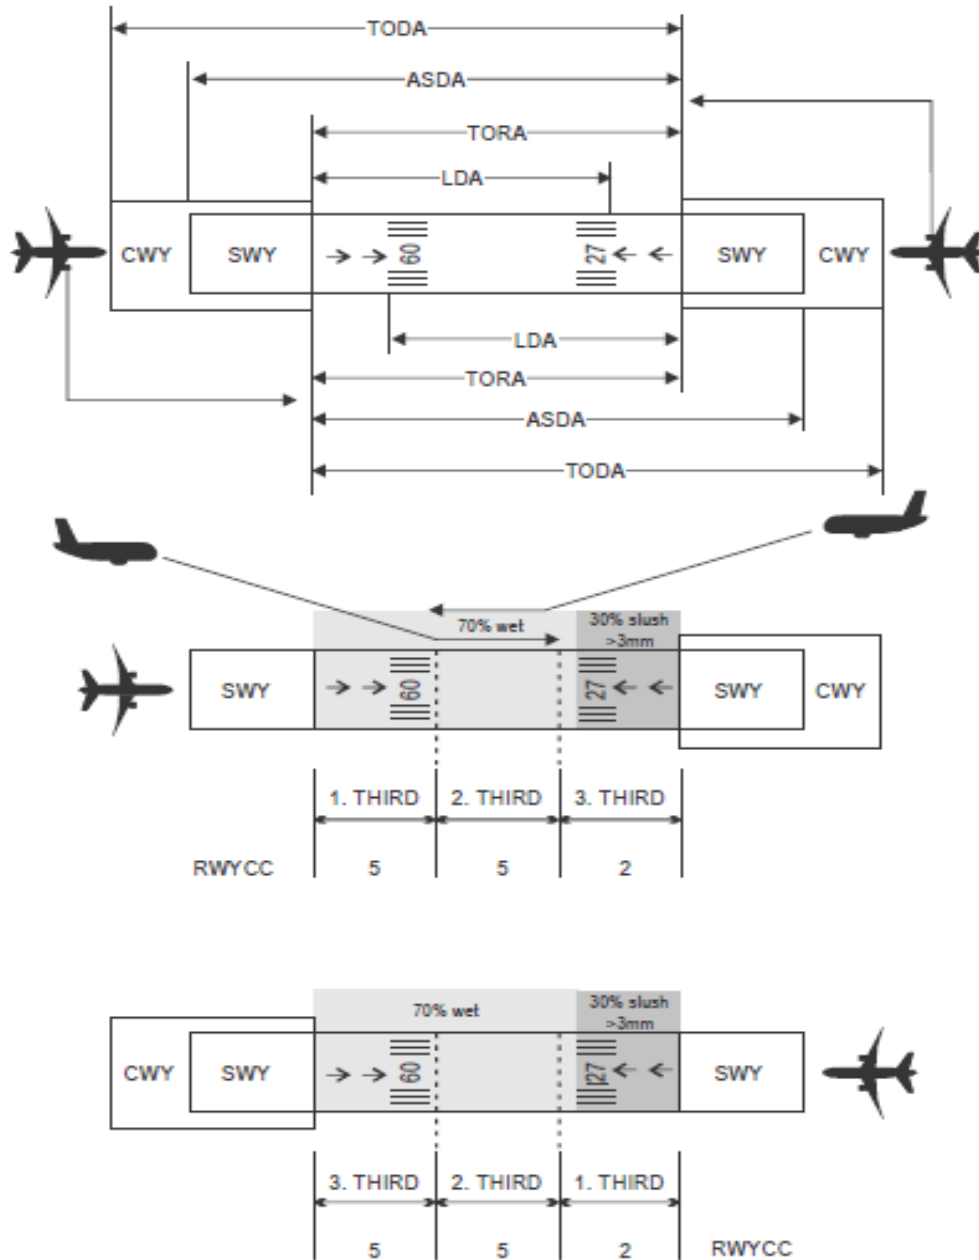 TODA
ASDA
TORA
LDA
CWY SWY 09 27 SWY CWY
LDA
TORA
ASDA
TODA
70% wet 30% slush
>3mm
SWY 09 27 SWY CWY
1. THIRD 2. THIRD 3. THIRD
RWYCC 5 5 2
70% wet 30% slush
>3mm
CWY SWY 09 27 SWY
3. THIRD 2. THIRD 1. THIRD
5 5 2 RWYCC